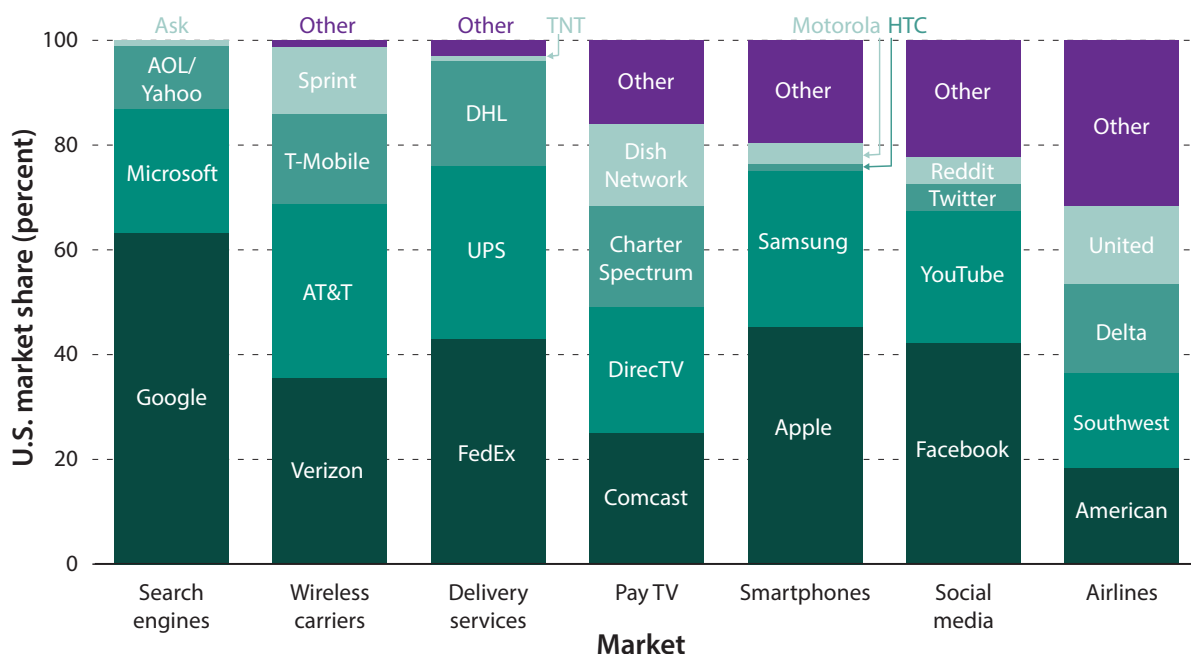 Ask
Other
Other
TNT
Motorola
HTC
U.S. market share (percent)
100
80
60
40
20
0
AOL/
Yahoo
Microsoft
Google
Sprint
T-Mobile
AT&T
Verizon
DHL
UPS
FedEx
Other
Dish
Network
Charter
Spectrum
DirecTV
Comcast
Other
Samsung
Apple
Other
Reddit
Twitter
YouTube
Facebook
Other
United
Delta
Southwest
American
Search
engines
Wireless
carriers
Delivery
services
Pay TV
Smartphones
Social
media
Airlines
Market